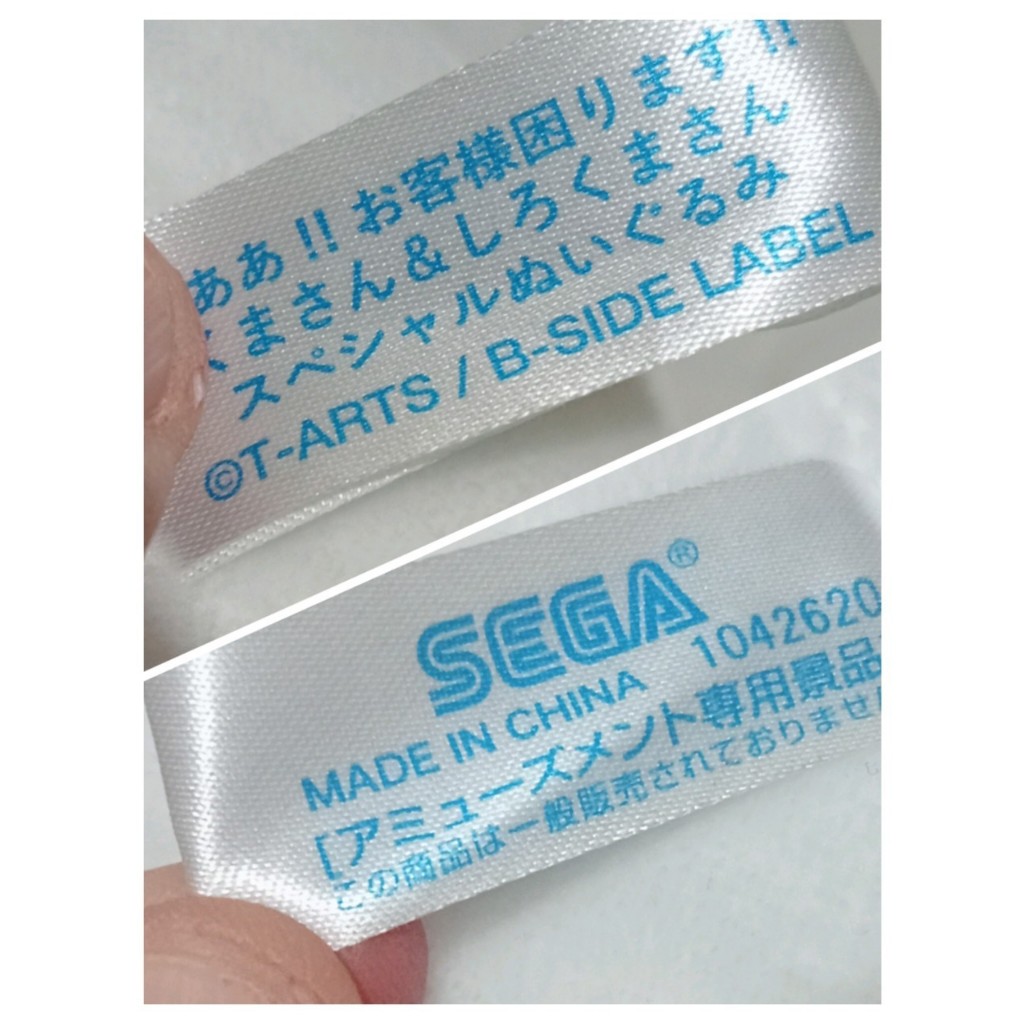 ああ!!お客様困ります!!
くまさん&しろくまさん
スペシャルぬいぐるみ
©T-ARTS / B-SIDE LABEL
SEGA®
MADE IN CHINA 1042620
[アミューズメント専用景品
この商品は一般販売されておりませ